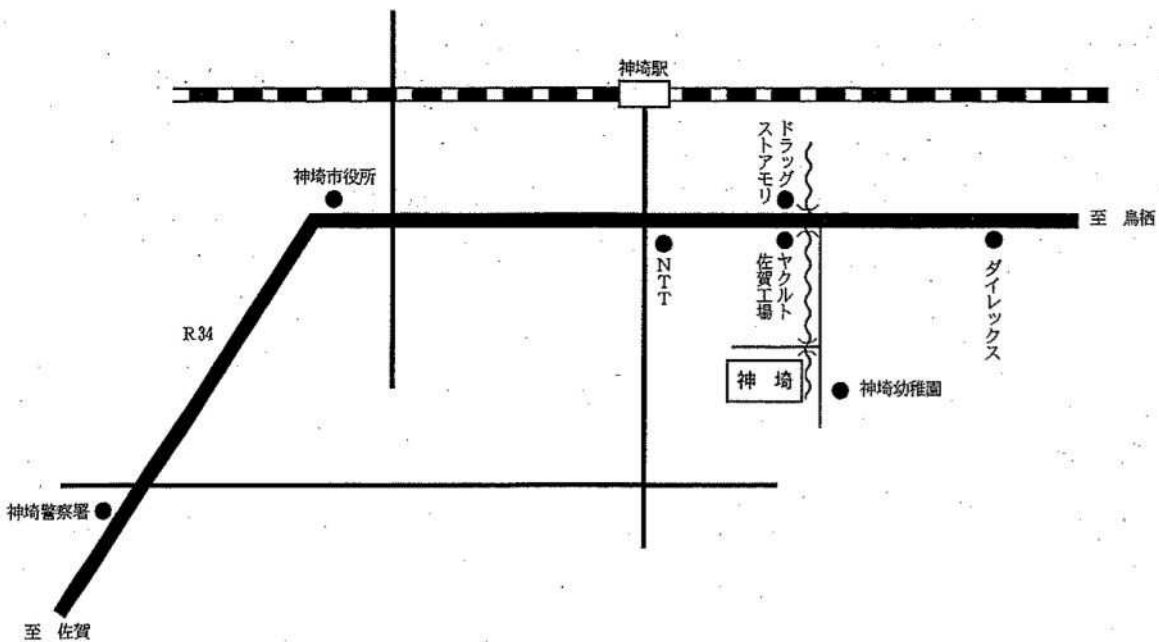 神埼駅
ドラッグ
ストアモリ
神埼市役所
至 鳥栖
NTT
ヤクルト
佐賀工場
ダイレックス
R34
神 埼
神埼幼稚園
神埼警察署
至 佐賀